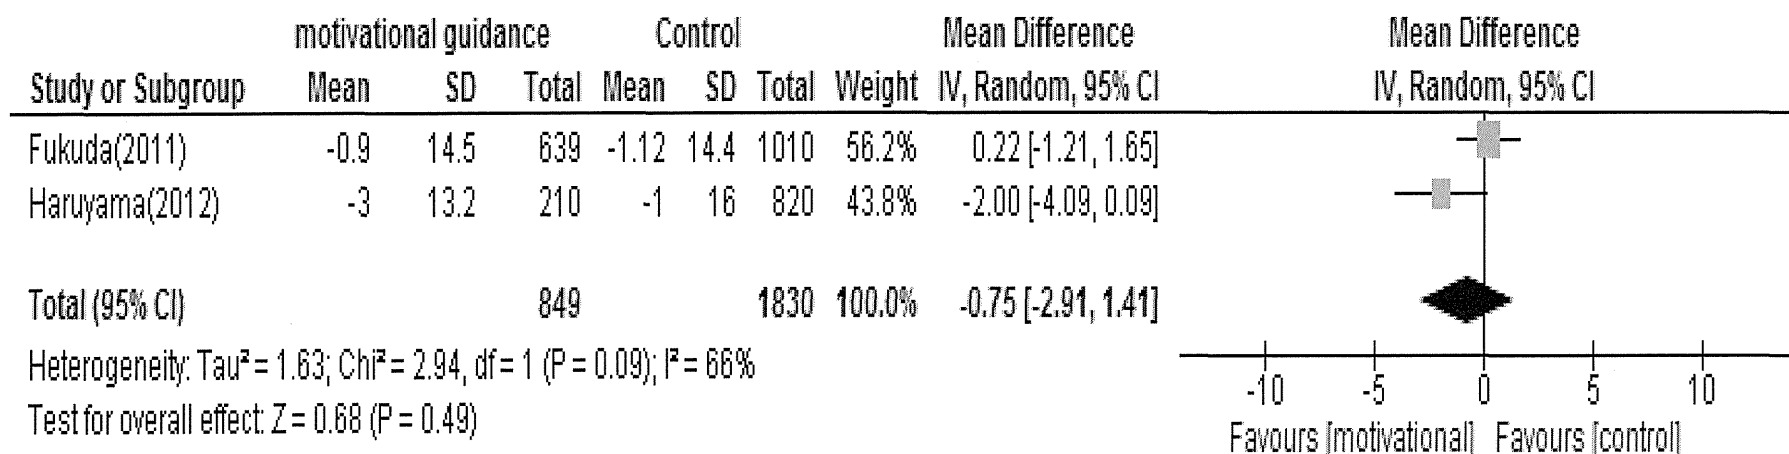 motivational guidance Control Mean Difference Mean Difference
Study or Subgroup Mean SD Total Mean SD Total Weight IV, Random, 95% CI IV, Random, 95% CI
Fukuda(2011) -0.9 14.5 639 -1.12 14.4 1010 56.2% 0.22 [-1.21, 1.65]
Haruyama(2012) -3 13.2 210 -1 16 820 43.8% -2.00 [-4.09, 0.09]
Total (95% CI) 849 1830 100.0% -0.75 [-2.91, 1.41]
Heterogeneity: Tau² = 1.63; Chi² = 2.94, df = 1 (P = 0.09); I² = 66%
Test for overall effect: Z = 0.68 (P = 0.49)
-10 -5 0 5 10
Favours [motivational] Favours [control]